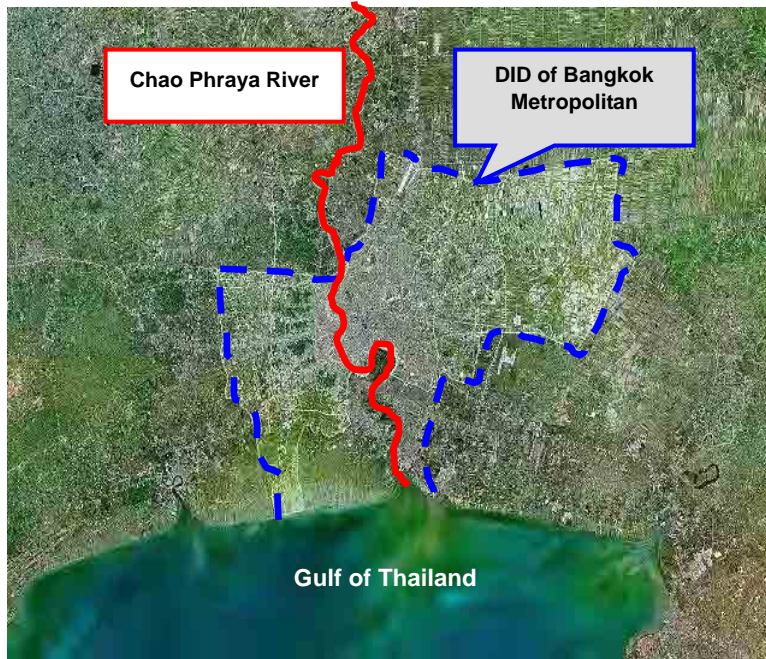 Chao Phraya River
DID of Bangkok
Metropolitan
Gulf of Thailand